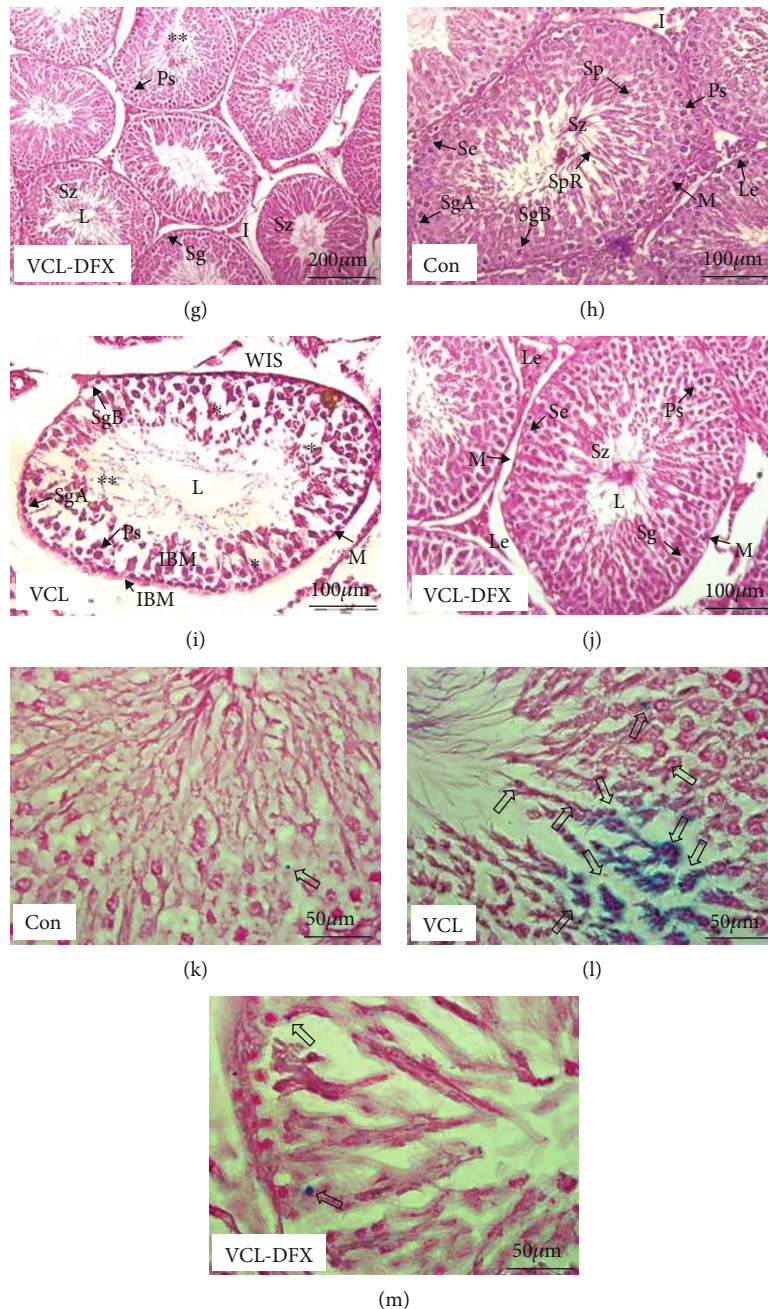 **
Ps
Sz
L
I
Sz
Sg
VCL-DFX
200μm
(g)
I
Sp
Ps
Sz
Se
SpR
Le
SgA
M
SgB
Con
100μm
(h)
WIS
SgB
*
*
**
L
SgA
Ps
IBM
*
M
IBM
VCL
100μm
(i)
Le
Ps
Se
Sz
M
L
Le
Sg
M
VCL-DFX
100μm
(j)
Con
50μm
(k)
VCL
50μm
(l)
VCL-DFX
50μm
(m)